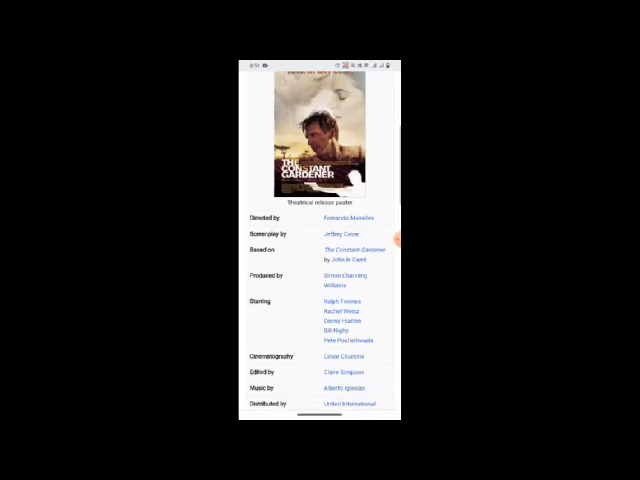 THE
CONSTANT
GARDENER
Theatrical release poster
Directed by Fernando Meirelles
Screenplay by Jeffrey Caine
Based on The Constant Gardener
by John le Carré
Produced by Simon Channing
Williams
Starring Ralph Fiennes
Rachel Weisz
Danny Huston
Bill Nighy
Pete Postlethwaite
Cinematography César Charlone
Edited by Claire Simpson
Music by Alberto Iglesias
Distributed by United International